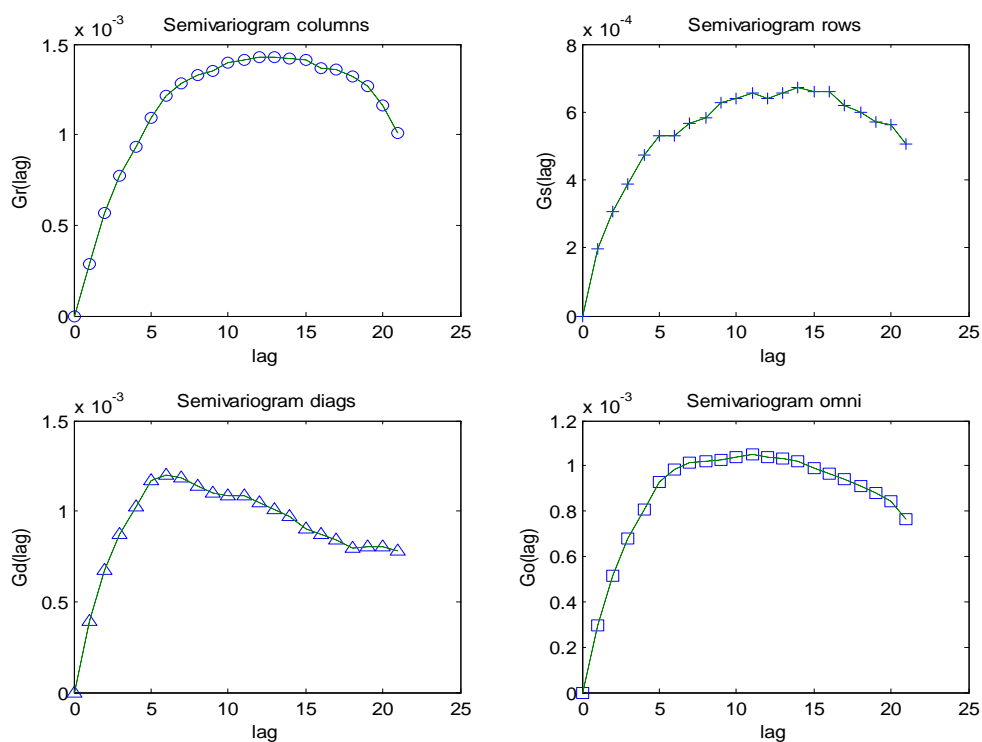 Semivariogram columns
x 10-3
1.5
1
0.5
0
0 5 10 15 20 25
Gr(lag)
lag
Semivariogram rows
x 10-4
8
6
4
2
0
0 5 10 15 20 25
Gs(lag)
lag
Semivariogram diags
x 10-3
1.5
1
0.5
0
0 5 10 15 20 25
Gd(lag)
lag
Semivariogram omni
x 10-3
1.2
1
0.8
0.6
0.4
0.2
0
0 5 10 15 20 25
Go(lag)
lag